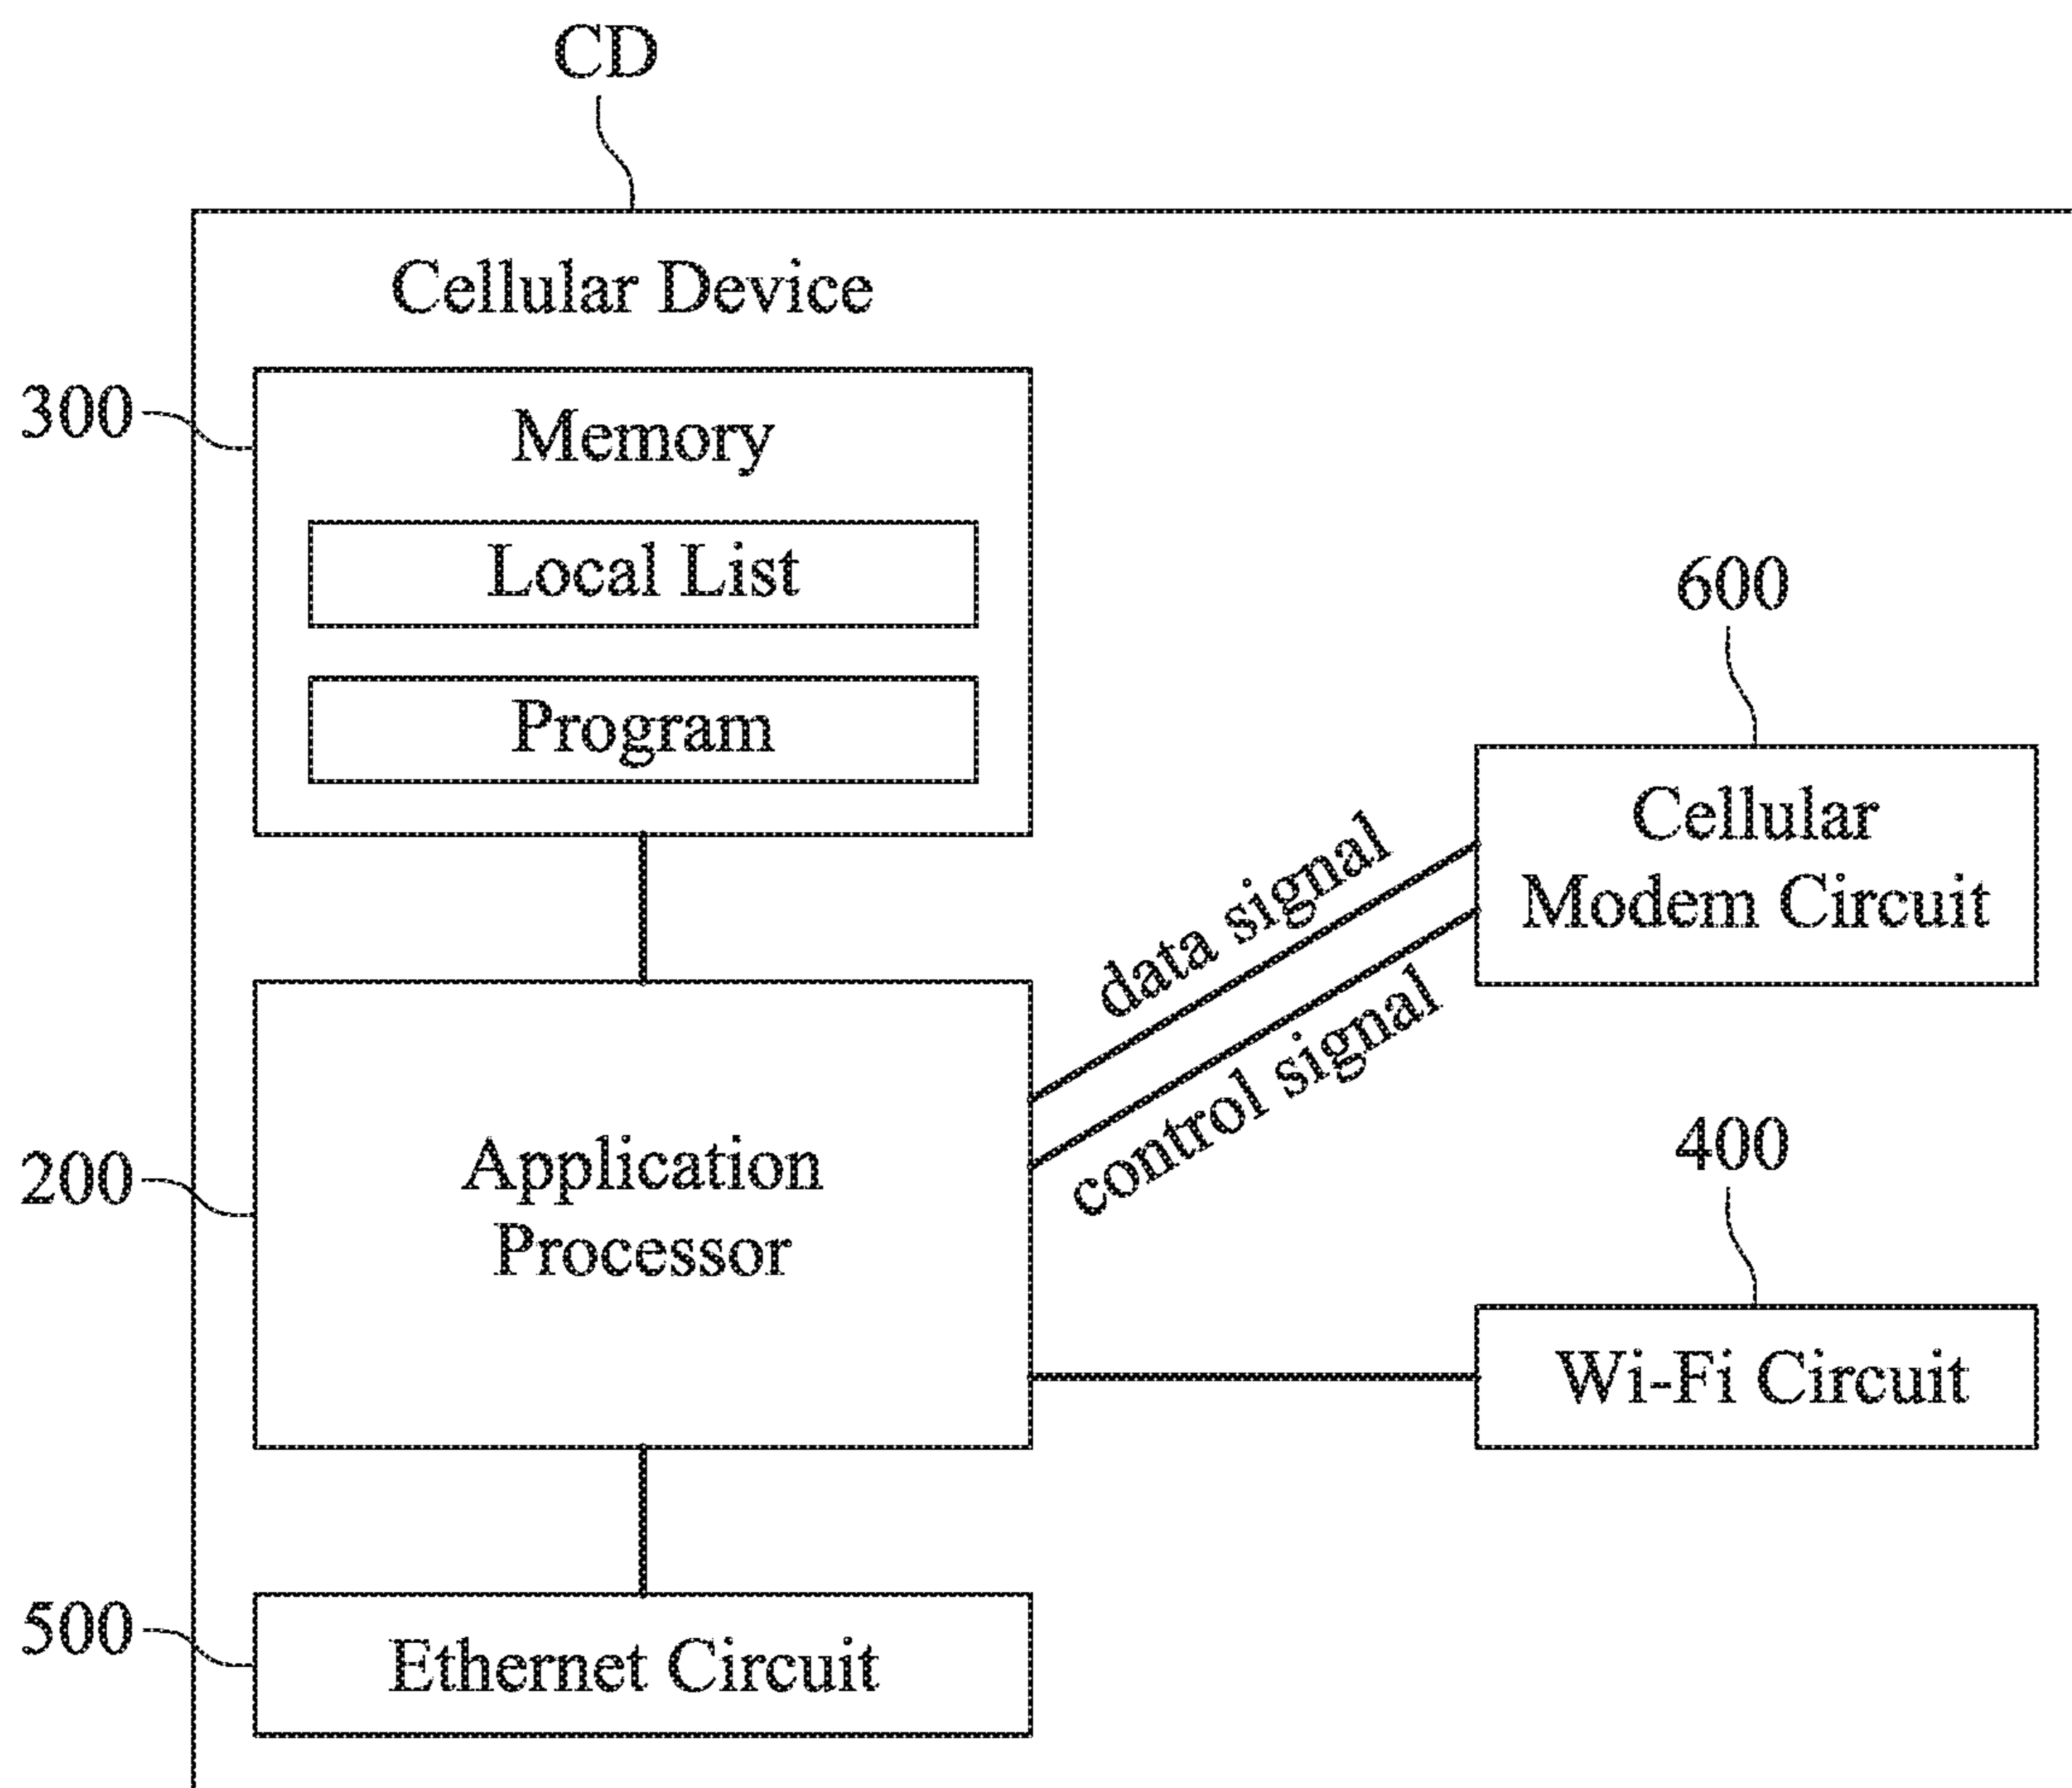 CD
Cellular Device
300
Memory
Local List
Program
600
Cellular
Modem Circuit
data signal
control signal
200
Application
Processor
400
Wi-Fi Circuit
500
Ethernet Circuit